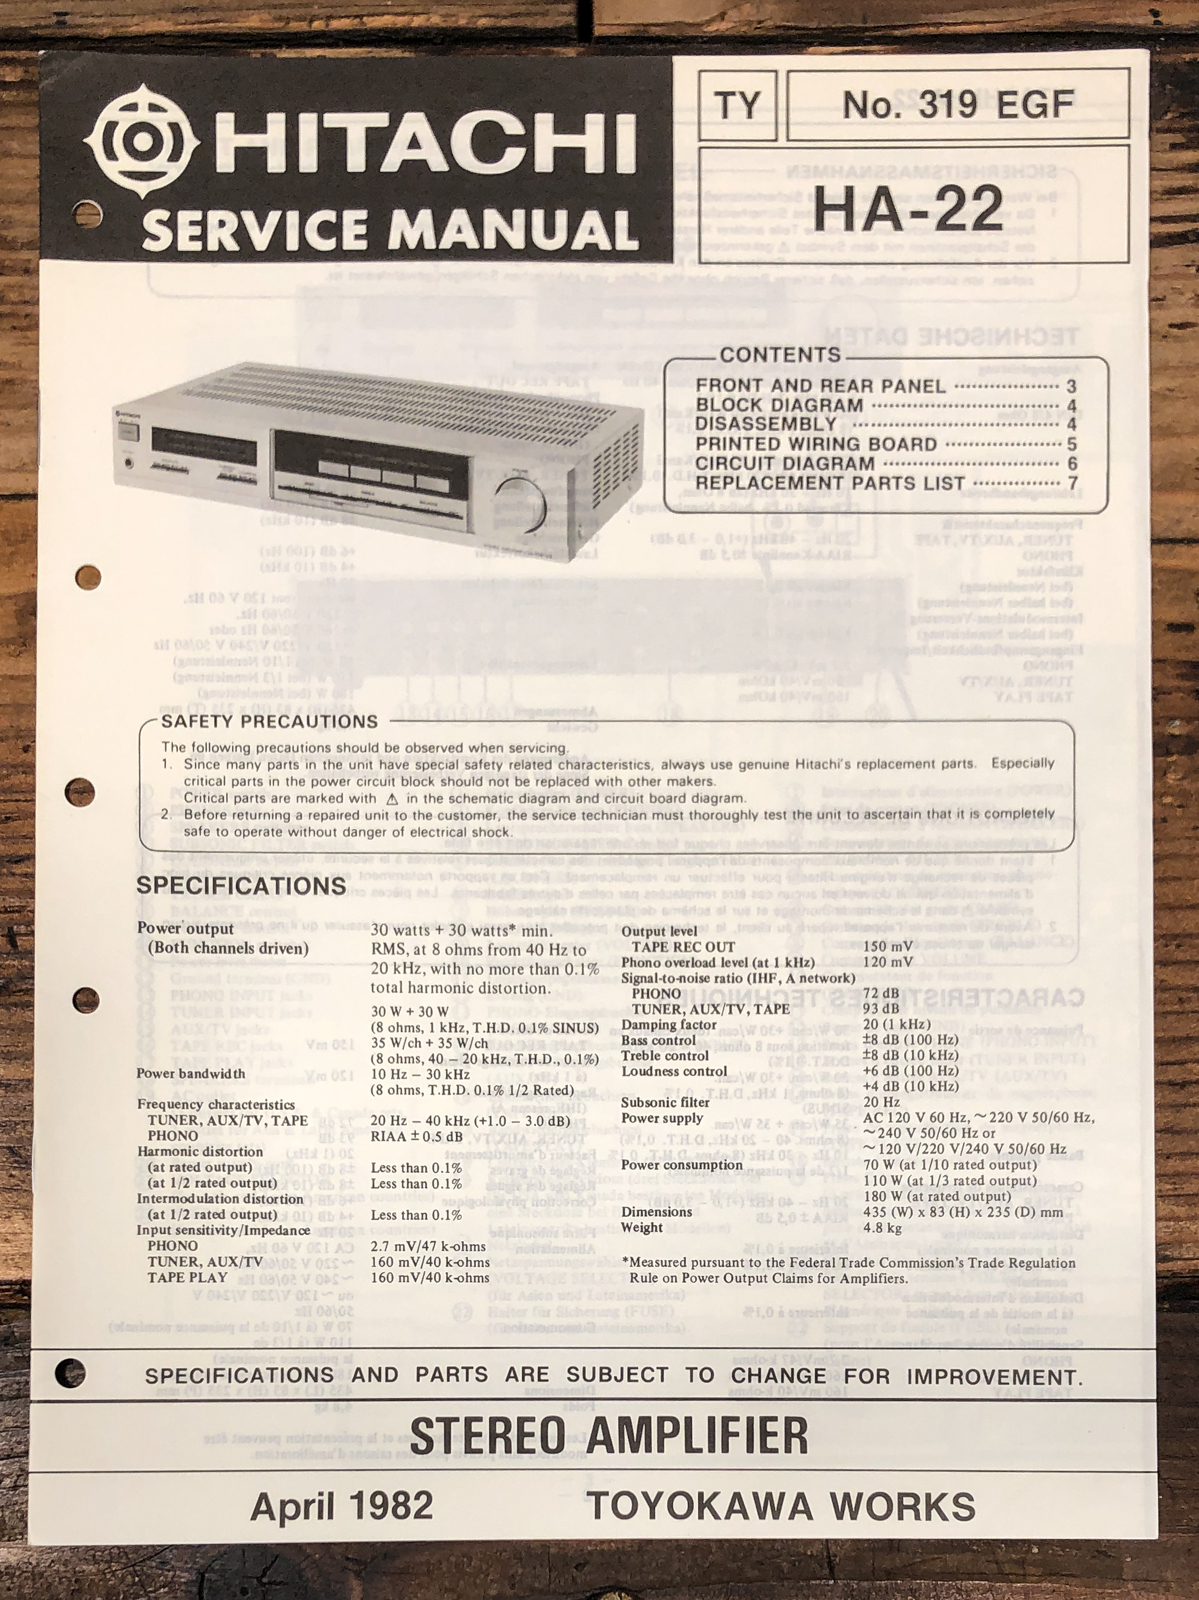 HITACHI
SERVICE MANUAL
TY
No. 319 EGF
HA-22
CONTENTS
FRONT AND REAR PANEL ................... 3
BLOCK DIAGRAM ................... 4
DISASSEMBLY ................... 4
PRINTED WIRING BOARD ................... 5
CIRCUIT DIAGRAM ................... 6
REPLACEMENT PARTS LIST ................... 7
HITACHI
SAFETY PRECAUTIONS
The following precautions should be observed when servicing.
1. Since many parts in the unit have special safety related characteristics, always use genuine Hitachi's replacement parts. Especially
critical parts in the power circuit block should not be replaced with other makers.
Critical parts are marked with ⚠ in the schematic diagram and circuit board diagram.
2. Before returning a repaired unit to the customer, the service technician must thoroughly test the unit to ascertain that it is completely
safe to operate without danger of electrical shock.
SPECIFICATIONS
Power output 30 watts + 30 watts* min.
(Both channels driven) RMS, at 8 ohms from 40 Hz to
20 kHz, with no more than 0.1%
total harmonic distortion.
30 W + 30 W
(8 ohms, 1 kHz, T.H.D. 0.1% SINUS)
35 W/ch + 35 W/ch
(8 ohms, 40 – 20 kHz, T.H.D., 0.1%)
Power bandwidth 10 Hz – 30 kHz
(8 ohms, T.H.D. 0.1% 1/2 Rated)
Frequency characteristics
TUNER, AUX/TV, TAPE 20 Hz – 40 kHz (+1.0 – 3.0 dB)
PHONO RIAA ± 0.5 dB
Harmonic distortion
(at rated output) Less than 0.1%
(at 1/2 rated output) Less than 0.1%
Intermodulation distortion
(at 1/2 rated output) Less than 0.1%
Input sensitivity/Impedance
PHONO 2.7 mV/47 k-ohms
TUNER, AUX/TV 160 mV/40 k-ohms
TAPE PLAY 160 mV/40 k-ohms
Output level
TAPE REC OUT 150 mV
Phono overload level (at 1 kHz) 120 mV
Signal-to-noise ratio (IHF, A network)
PHONO 72 dB
TUNER, AUX/TV, TAPE 93 dB
Damping factor 20 (1 kHz)
Bass control ±8 dB (100 Hz)
Treble control ±8 dB (10 kHz)
Loudness control +6 dB (100 Hz)
+4 dB (10 kHz)
Subsonic filter 20 Hz
Power supply AC 120 V 60 Hz, ~ 220 V 50/60 Hz,
~ 240 V 50/60 Hz or
~ 120 V/220 V/240 V 50/60 Hz
Power consumption 70 W (at 1/10 rated output)
110 W (at 1/3 rated output)
180 W (at rated output)
Dimensions 435 (W) x 83 (H) x 235 (D) mm
Weight 4.8 kg
*Measured pursuant to the Federal Trade Commission's Trade Regulation
Rule on Power Output Claims for Amplifiers.
SPECIFICATIONS AND PARTS ARE SUBJECT TO CHANGE FOR IMPROVEMENT.
STEREO AMPLIFIER
April 1982 TOYOKAWA WORKS